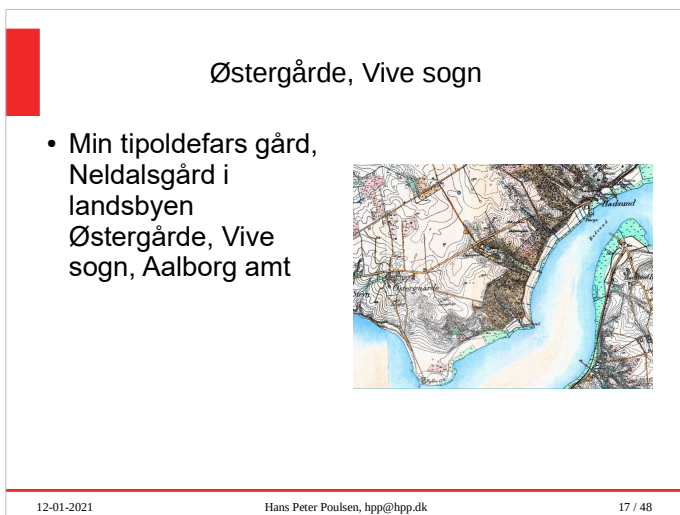 Østergårde, Vive sogn
• Min tipoldefars gård,
Neldalsgård i
landsbyen
Østergårde, Vive
sogn, Aalborg amt
Hadsund
Østergaarde
12-01-2021
Hans Peter Poulsen, hpp@hpp.dk
17 / 48